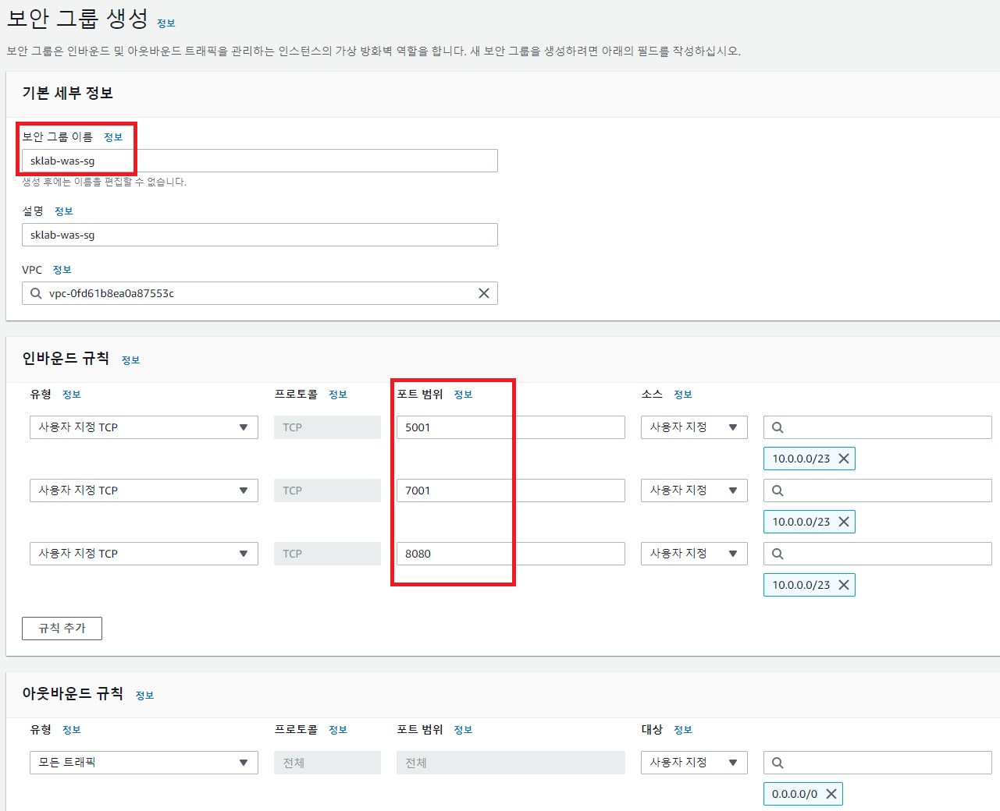 보안 그룹 생성 정보
보안 그룹은 인바운드 및 아웃바운드 트래픽을 관리하는 인스턴스의 가상 방화벽 역할을 합니다. 새 보안 그룹을 생성하려면 아래의 필드를 작성하십시오.
기본 세부 정보
보안 그룹 이름 정보
sklab-was-sg
생성 후에는 이름을 편집할 수 없습니다.
설명 정보
sklab-was-sg
VPC 정보
vpc-0fd61b8ea0a87553c
인바운드 규칙 정보
유형 정보 프로토콜 정보 포트 범위 정보 소스 정보
사용자 지정 TCP TCP 5001 사용자 지정
10.0.0.0/23
사용자 지정 TCP TCP 7001 사용자 지정
10.0.0.0/23
사용자 지정 TCP TCP 8080 사용자 지정
10.0.0.0/23
규칙 추가
아웃바운드 규칙 정보
유형 정보 프로토콜 정보 포트 범위 정보 대상 정보
모든 트래픽 전체 전체 사용자 지정
0.0.0.0/0